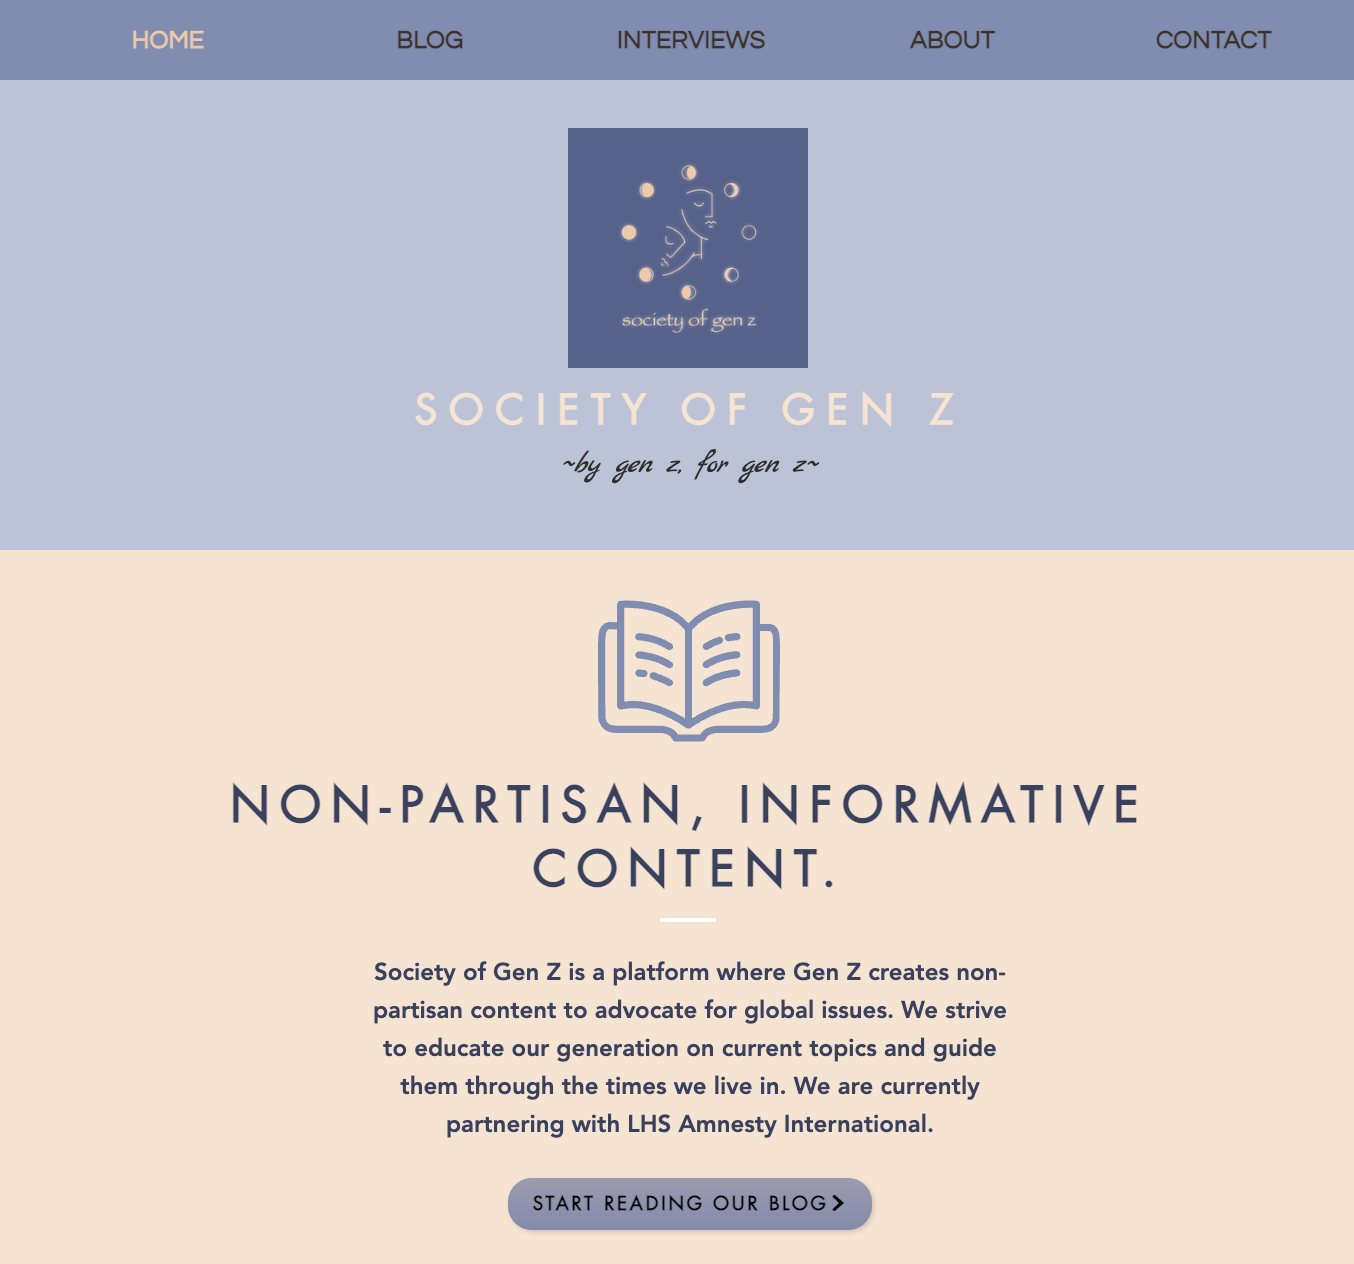 HOME
BLOG
INTERVIEWS
ABOUT
CONTACT
society of gen z
SOCIETY OF GEN Z
~by gen z, for gen z~
NON-PARTISAN, INFORMATIVE
CONTENT.
Society of Gen Z is a platform where Gen Z creates non-
partisan content to advocate for global issues. We strive
to educate our generation on current topics and guide
them through the times we live in. We are currently
partnering with LHS Amnesty International.
START READING OUR BLOG